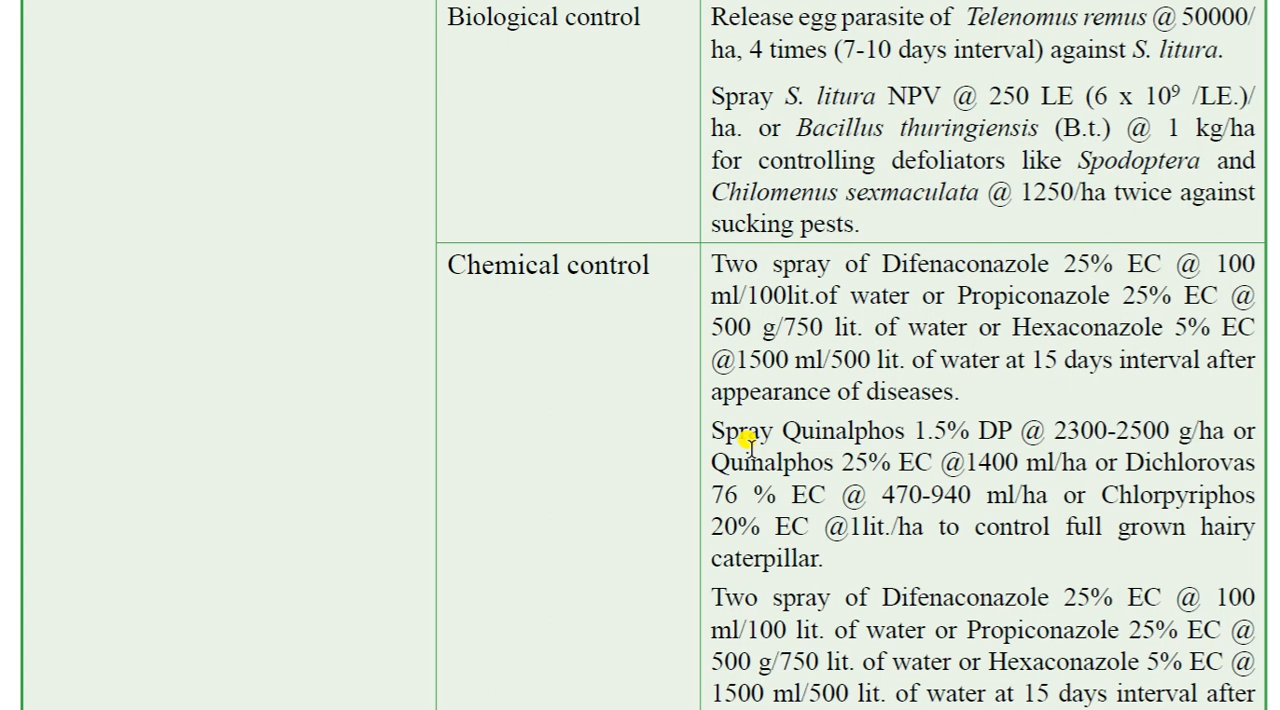 Biological control
Release egg parasite of Telenomus remus @ 50000/
ha, 4 times (7-10 days interval) against S. litura.
Spray S. litura NPV @ 250 LE (6 x 10⁹ /LE.)/
ha. or Bacillus thuringiensis (B.t.) @ 1 kg/ha
for controlling defoliators like Spodoptera and
Chilomenus sexmaculata @ 1250/ha twice against
sucking pests.
Chemical control
Two spray of Difenaconazole 25% EC @ 100
ml/100lit.of water or Propiconazole 25% EC @
500 g/750 lit. of water or Hexaconazole 5% EC
@1500 ml/500 lit. of water at 15 days interval after
appearance of diseases.
Spray Quinalphos 1.5% DP @ 2300-2500 g/ha or
Quinalphos 25% EC @1400 ml/ha or Dichlorovas
76 % EC @ 470-940 ml/ha or Chlorpyriphos
20% EC @1lit./ha to control full grown hairy
caterpillar.
Two spray of Difenaconazole 25% EC @ 100
ml/100 lit. of water or Propiconazole 25% EC @
500 g/750 lit. of water or Hexaconazole 5% EC @
1500 ml/500 lit. of water at 15 days interval after